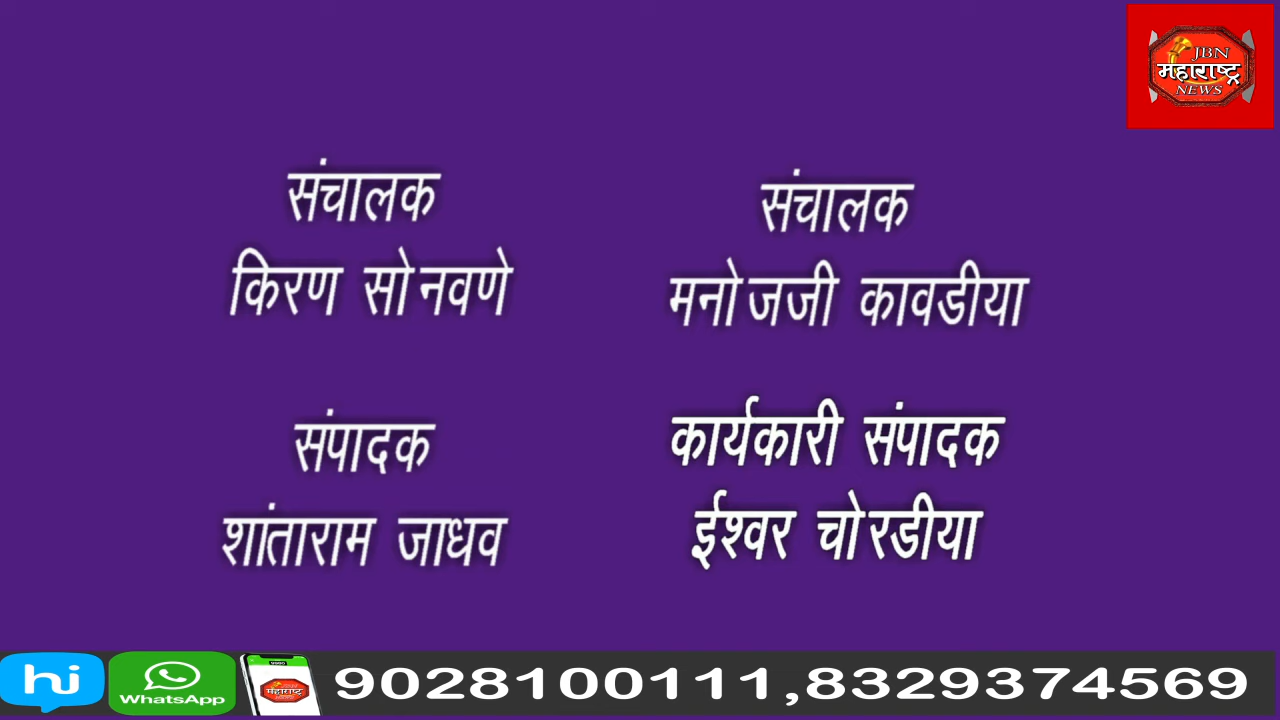 JBN
महाराष्ट्र
NEWS
संचालक
किरण सोनवणे
संचालक
मनोजजी कावडीया
संपादक
शांताराम जाधव
कार्यकारी संपादक
ईश्वर चोरडीया
hi
WhatsApp
महाराष्ट्र
9028100111,8329374569